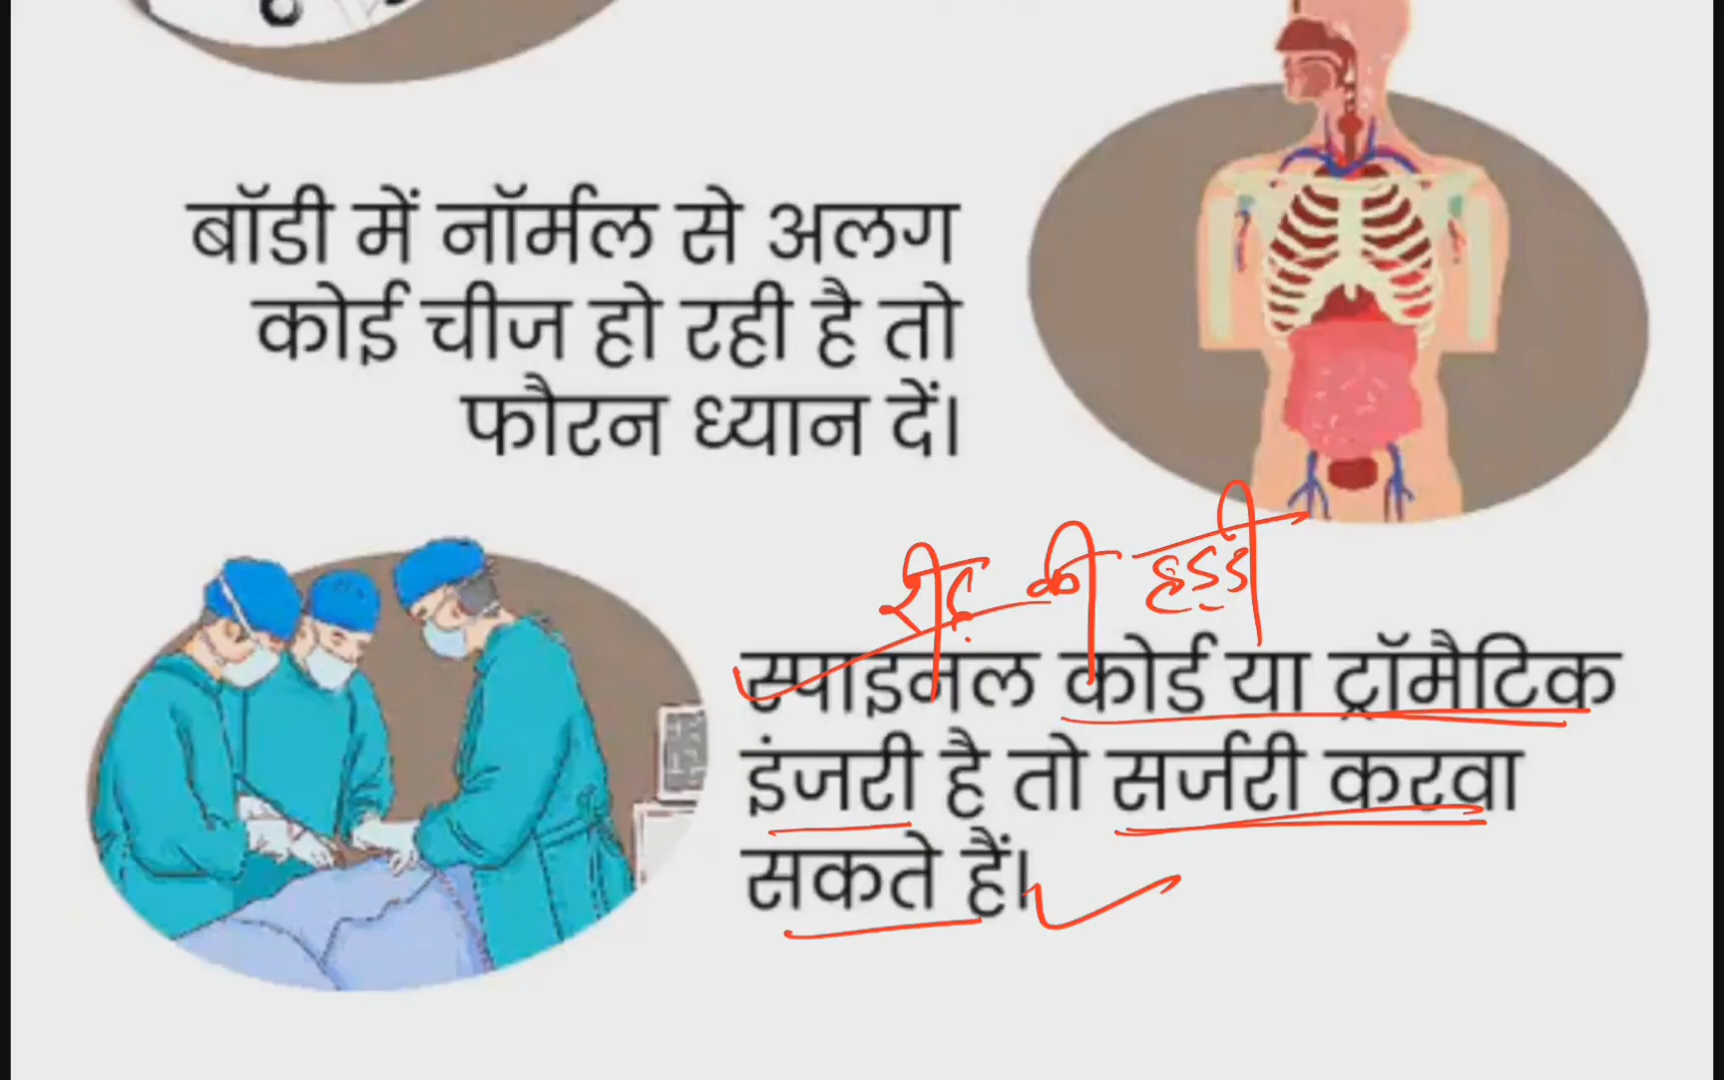 बॉडी में नॉर्मल से अलग
कोई चीज हो रही है तो
फौरन ध्यान दें।
रीढ़ की हड्डी
स्पाइनल कोर्ड या ट्रॉमैटिक
इंजरी है तो सर्जरी करवा
सकते हैं।